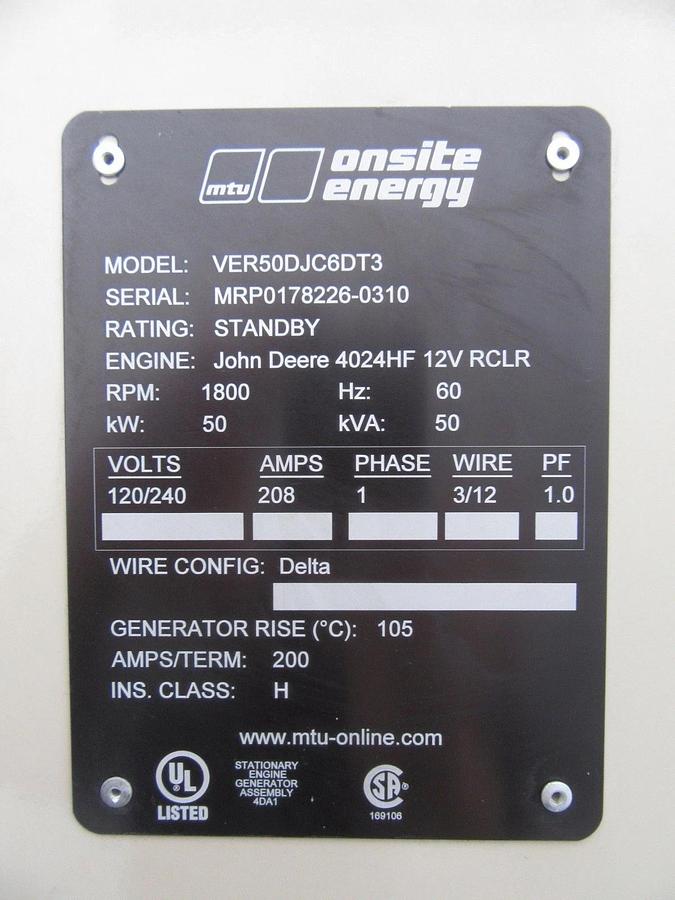 mtu onsite energy
MODEL: VER50DJC6DT3
SERIAL: MRP0178226-0310
RATING: STANDBY
ENGINE: John Deere 4024HF 12V RCLR
RPM: 1800 Hz: 60
kW: 50 kVA: 50
VOLTS AMPS PHASE WIRE PF
120/240 208 1 3/12 1.0
WIRE CONFIG: Delta
GENERATOR RISE (°C): 105
AMPS/TERM: 200
INS. CLASS: H
www.mtu-online.com
UL
LISTED
STATIONARY
ENGINE
GENERATOR
ASSEMBLY
4DA1
SA®
169106